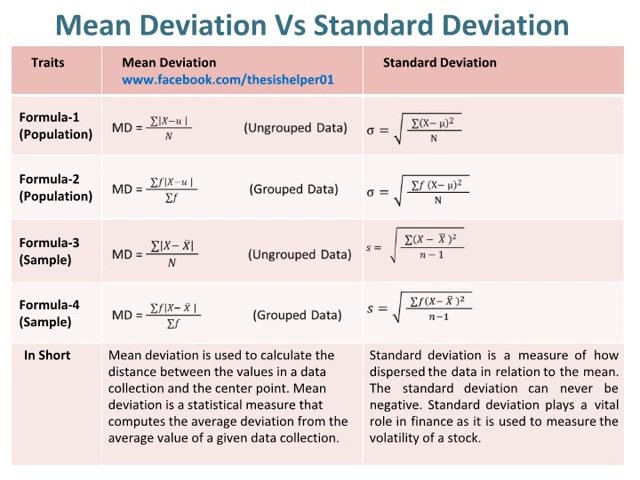 Mean Deviation Vs Standard Deviation
Traits
Mean Deviation
www.facebook.com/thesishelper01
Standard Deviation
Formula-1
(Population)
MD = ∑|X−u | / N (Ungrouped Data)
σ = √(∑(X− μ)² / N)
Formula-2
(Population)
MD = ∑f|X−u | / ∑f (Grouped Data)
σ = √(∑f (X− μ)² / N)
Formula-3
(Sample)
MD = ∑|X− X̄| / N (Ungrouped Data)
s = √(∑(X − X̄ )² / n − 1)
Formula-4
(Sample)
MD = ∑f|X− X̄ | / ∑f (Grouped Data)
s = √(∑f(X− X̄ )² / n−1)
In Short
Mean deviation is used to calculate the
distance between the values in a data
collection and the center point. Mean
deviation is a statistical measure that
computes the average deviation from the
average value of a given data collection.
Standard deviation is a measure of how
dispersed the data in relation to the mean.
The standard deviation can never be
negative. Standard deviation plays a vital
role in finance as it is used to measure the
volatility of a stock.